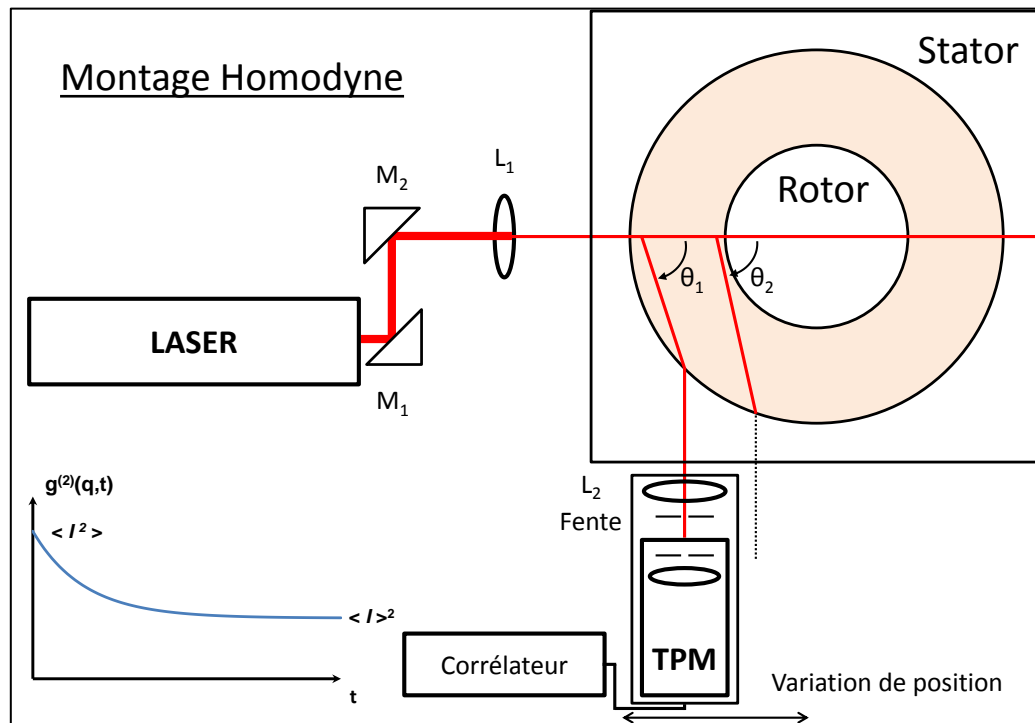 Montage Homodyne
Stator
Rotor
L₁
M₂
θ₁
θ₂
LASER
M₁
g⁽²⁾(q,t)
< I² >
< I >²
t
L₂
Fente
TPM
Corrélateur
Variation de position